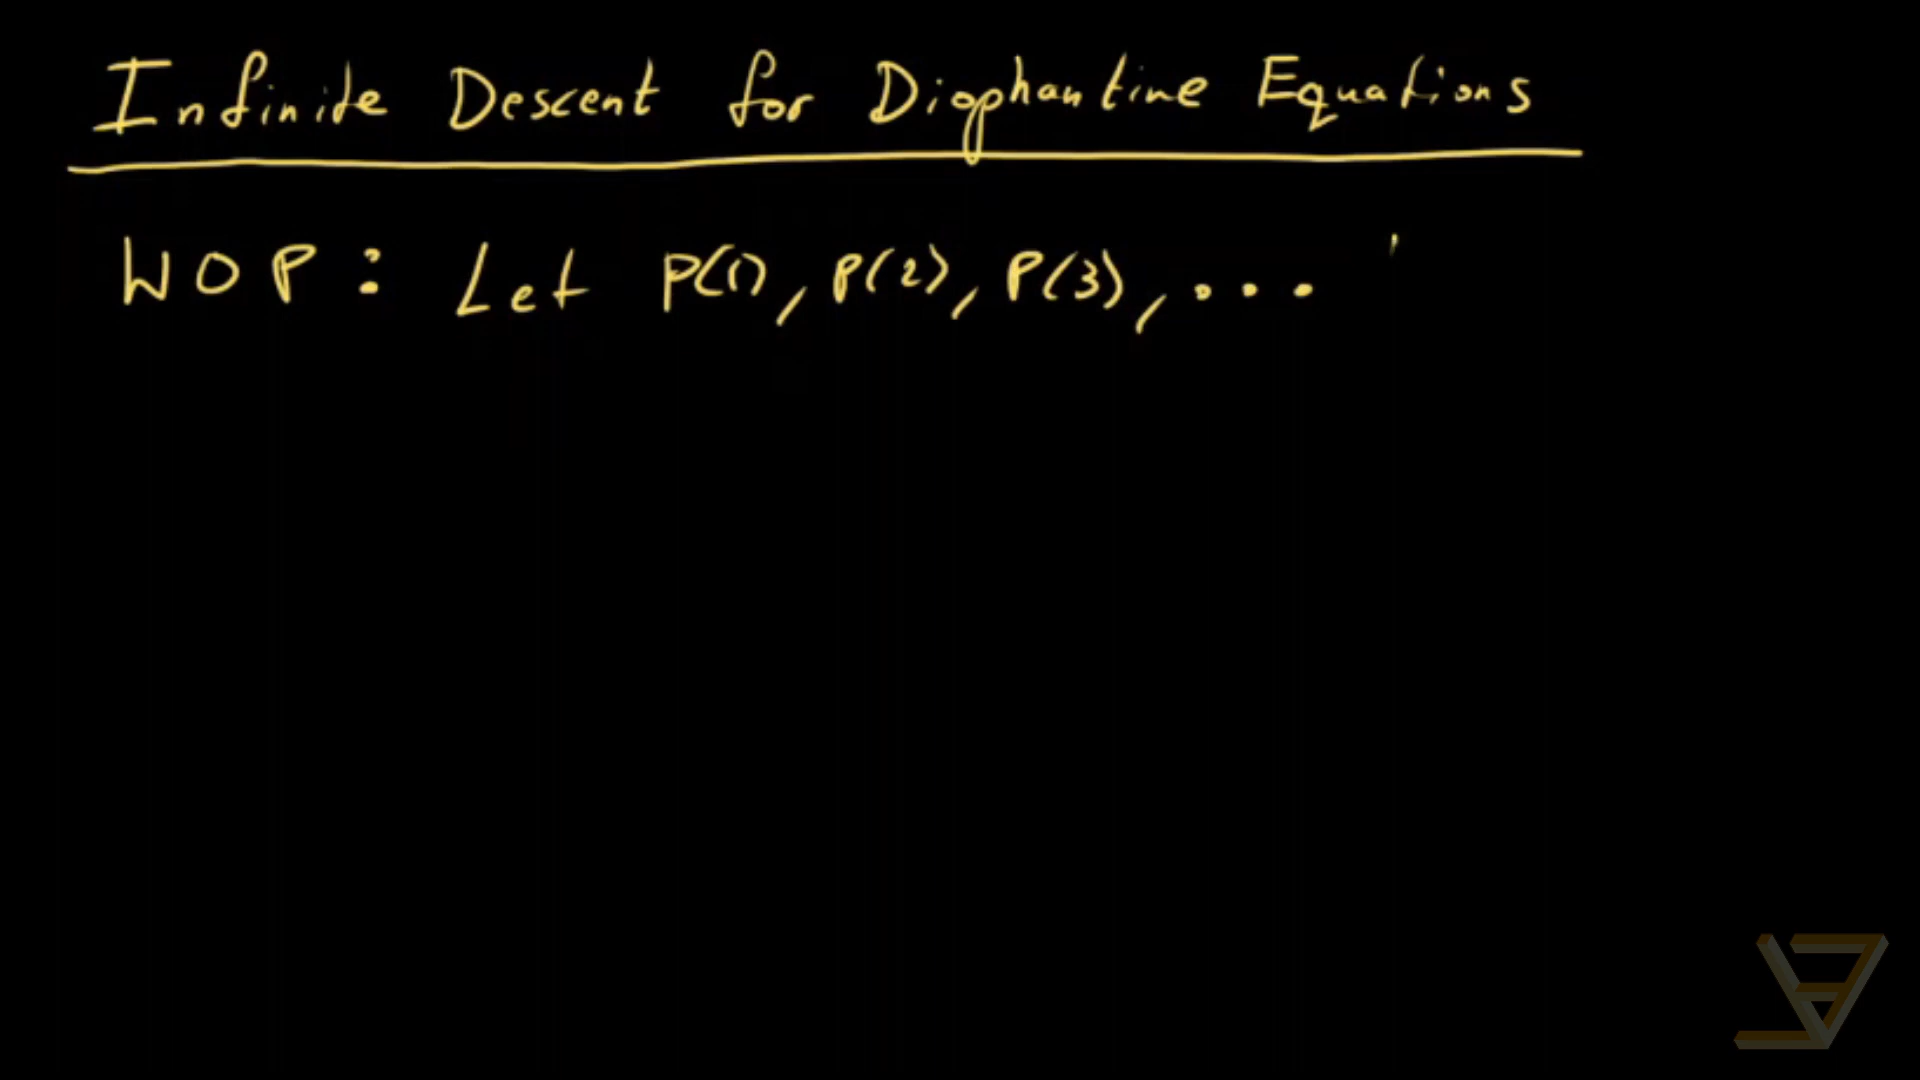 Infinite Descent for Diophantine Equations
WOP: Let P(1), P(2), P(3), ...